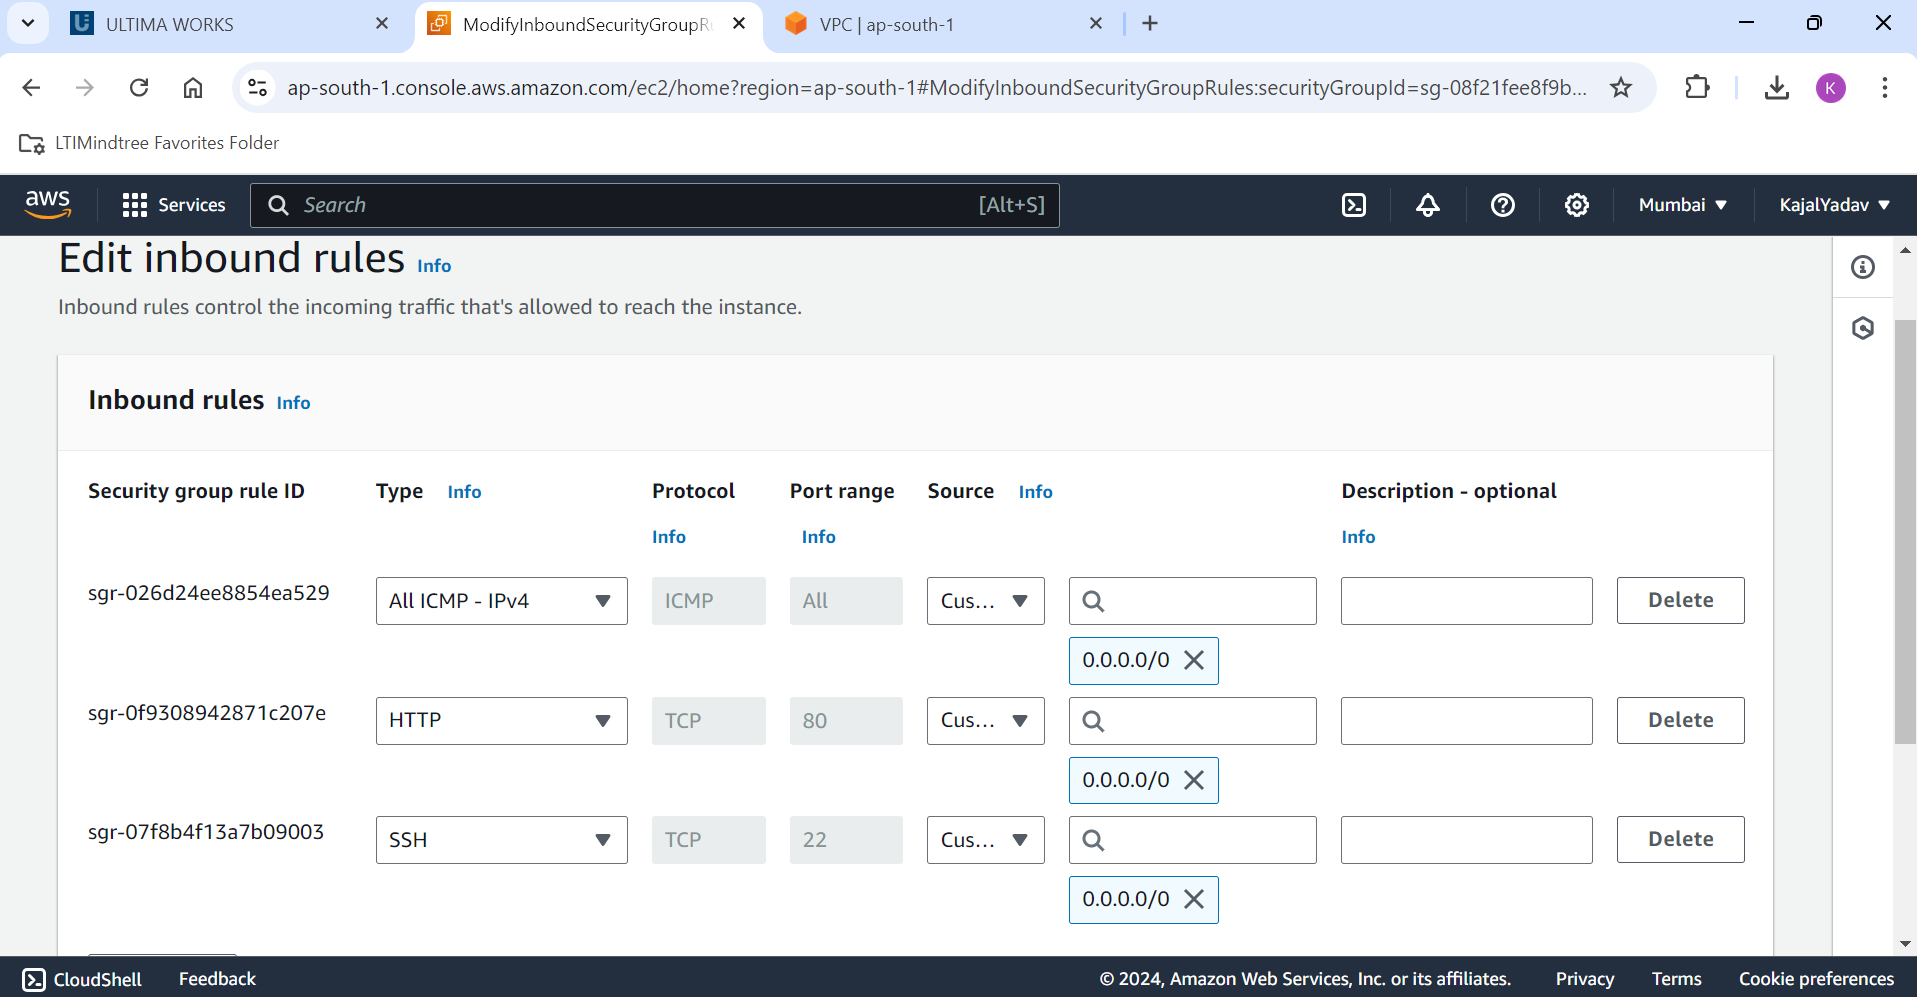 ULTIMA WORKS
ModifyInboundSecurityGroupRu
VPC | ap-south-1
ap-south-1.console.aws.amazon.com/ec2/home?region=ap-south-1#ModifyInboundSecurityGroupRules:securityGroupId=sg-08f21fee8f9b...
K
LTIMindtree Favorites Folder
aws
Services
Search
[Alt+S]
Mumbai
KajalYadav
Edit inbound rules Info
Inbound rules control the incoming traffic that's allowed to reach the instance.
Inbound rules Info
Security group rule ID Type Info Protocol Port range Source Info Description - optional
Info Info Info
sgr-026d24ee8854ea529 All ICMP - IPv4 ICMP All Cus... Delete
0.0.0.0/0
sgr-0f9308942871c207e HTTP TCP 80 Cus... Delete
0.0.0.0/0
sgr-07f8b4f13a7b09003 SSH TCP 22 Cus... Delete
0.0.0.0/0
CloudShell Feedback © 2024, Amazon Web Services, Inc. or its affiliates. Privacy Terms Cookie preferences